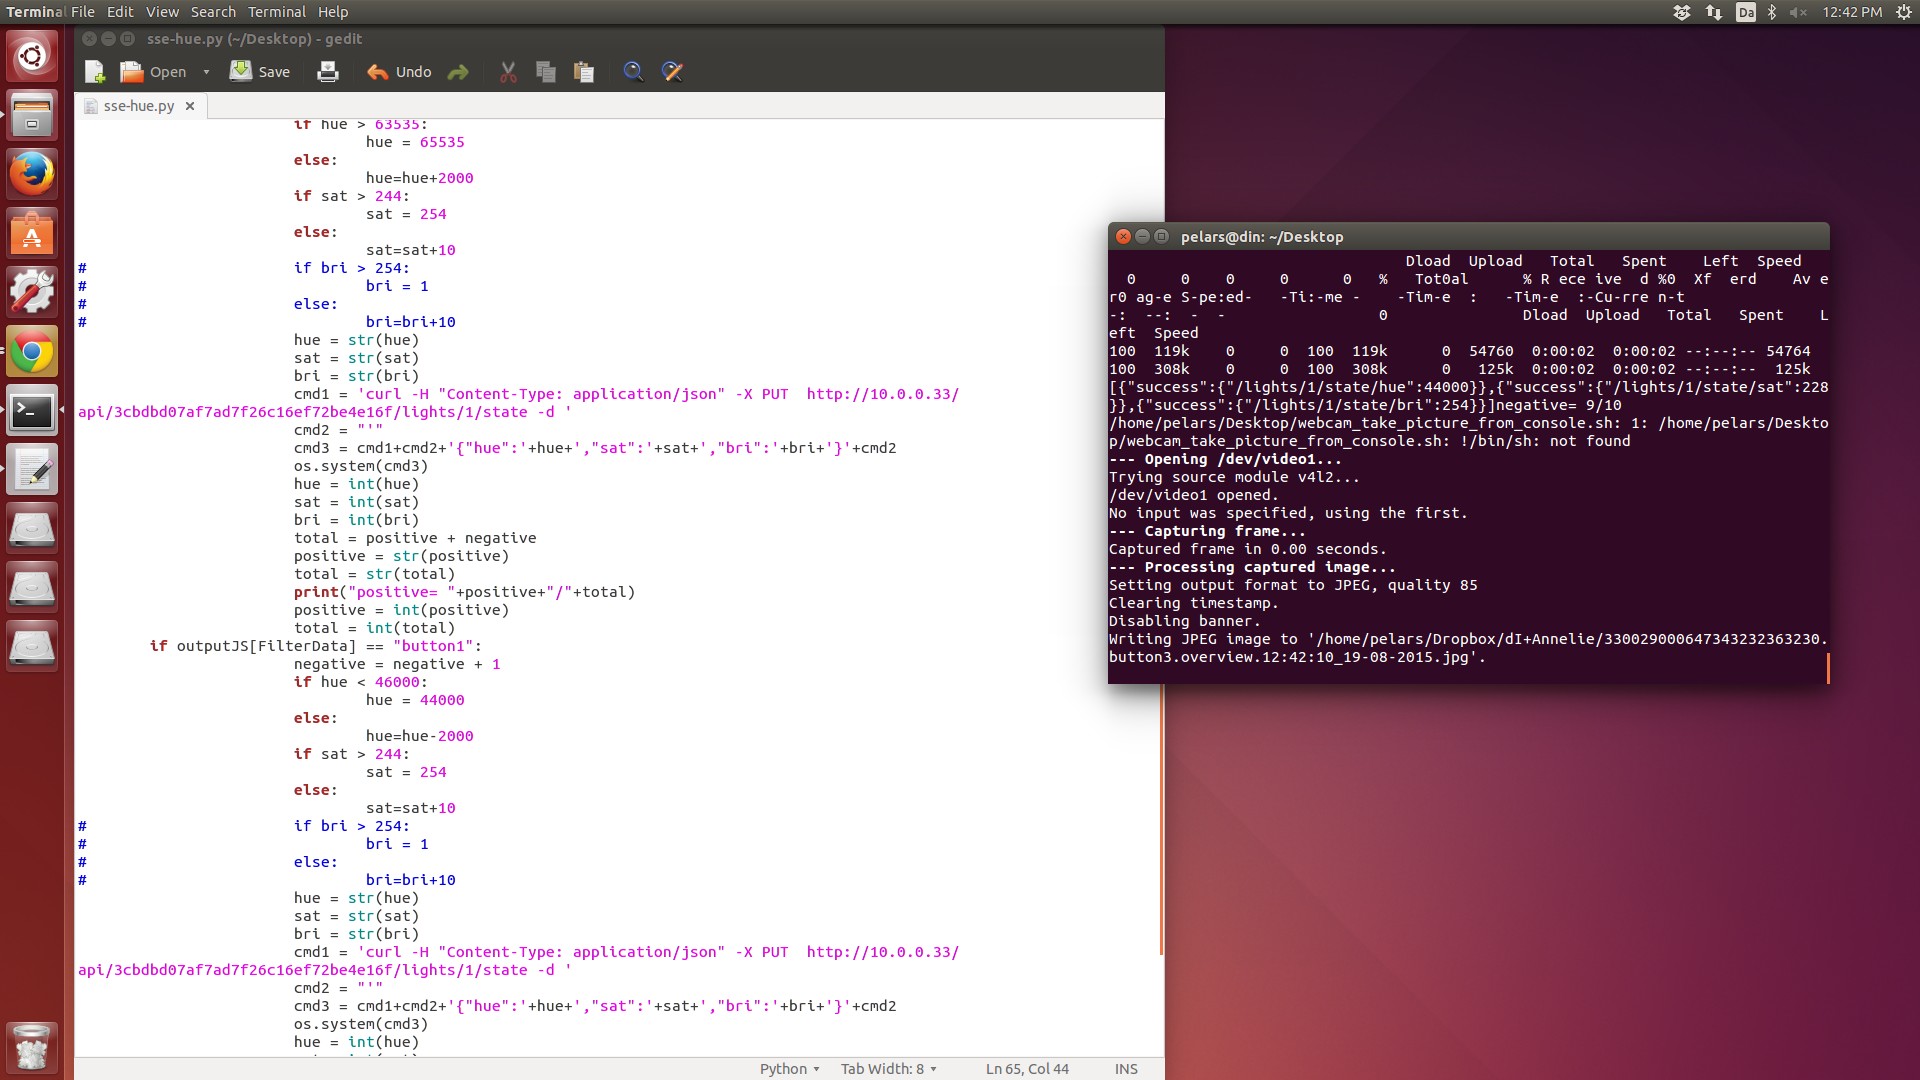 Terminal File Edit View Search Terminal Help
Da 12:42 PM
sse-hue.py (~/Desktop) - gedit
Open Save Undo
sse-hue.py
if hue > 63535:
hue = 65535
else:
hue=hue+2000
if sat > 244:
sat = 254
else:
sat=sat+10
# if bri > 254:
# bri = 1
# else:
# bri=bri+10
hue = str(hue)
sat = str(sat)
bri = str(bri)
cmd1 = 'curl -H "Content-Type: application/json" -X PUT  http://10.0.0.33/
api/3cbdbd07af7ad7f26c16ef72be4e16f/lights/1/state -d '
cmd2 = "'"
cmd3 = cmd1+cmd2+'{"hue":'+hue+',"sat":'+sat+',"bri":'+bri+'}'+cmd2
os.system(cmd3)
hue = int(hue)
sat = int(sat)
bri = int(bri)
total = positive + negative
positive = str(positive)
total = str(total)
print("positive= "+positive+"/"+total)
positive = int(positive)
total = int(total)
if outputJS[FilterData] == "button1":
negative = negative + 1
if hue < 46000:
hue = 44000
else:
hue=hue-2000
if sat > 244:
sat = 254
else:
sat=sat+10
# if bri > 254:
# bri = 1
# else:
# bri=bri+10
hue = str(hue)
sat = str(sat)
bri = str(bri)
cmd1 = 'curl -H "Content-Type: application/json" -X PUT  http://10.0.0.33/
api/3cbdbd07af7ad7f26c16ef72be4e16f/lights/1/state -d '
cmd2 = "'"
cmd3 = cmd1+cmd2+'{"hue":'+hue+',"sat":'+sat+',"bri":'+bri+'}'+cmd2
os.system(cmd3)
hue = int(hue)
Python Tab Width: 8 Ln 65, Col 44 INS
pelars@din: ~/Desktop
Dload  Upload   Total   Spent    Left  Speed
0     0    0     0      0   %   Tot0al      % R ece ive  d %0  Xf  erd    Av e
r0 ag-e S-pe:ed-   -Ti:-me -    -Tim-e  :   -Tim-e  :-Cu-rre n-t
-:  --:  -  -                 0               Dload  Upload   Total   Spent    L
eft  Speed
100  119k    0     0  100  119k      0  54760  0:00:02  0:00:02 --:--:-- 54764
100  308k    0     0  100  308k      0   125k  0:00:02  0:00:02 --:--:--  125k
[{"success":{"/lights/1/state/hue":44000}},{"success":{"/lights/1/state/sat":228
}},{"success":{"/lights/1/state/bri":254}}]negative= 9/10
/home/pelars/Desktop/webcam_take_picture_from_console.sh: 1: /home/pelars/Deskto
p/webcam_take_picture_from_console.sh: !/bin/sh: not found
--- Opening /dev/video1...
Trying source module v4l2...
/dev/video1 opened.
No input was specified, using the first.
--- Capturing frame...
Captured frame in 0.00 seconds.
--- Processing captured image...
Setting output format to JPEG, quality 85
Clearing timestamp.
Disabling banner.
Writing JPEG image to '/home/pelars/Dropbox/dI+Annelie/330029000647343232363230.
button3.overview.12:42:10_19-08-2015.jpg'.